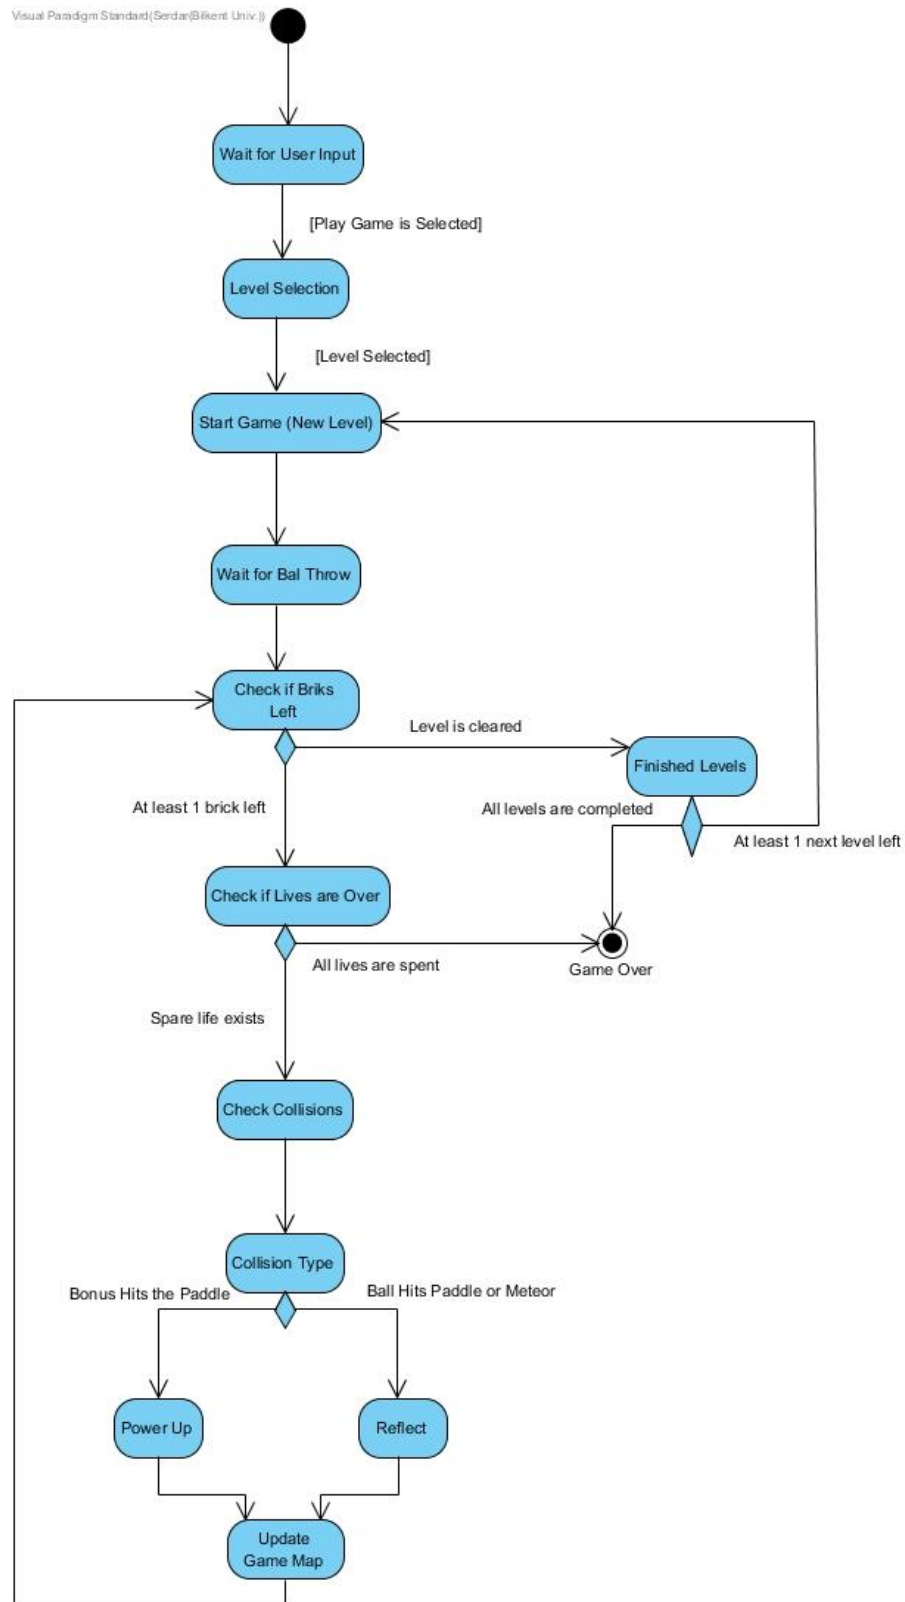 Visual Paradigm Standard(Serdar(Bilkent Univ.))
Wait for User Input
[Play Game is Selected]
Level Selection
[Level Selected]
Start Game (New Level)
Wait for Bal Throw
Check if Briks
Left
Level is cleared
Finished Levels
At least 1 brick left
All levels are completed
At least 1 next level left
Check if Lives are Over
All lives are spent
Game Over
Spare life exists
Check Collisions
Collision Type
Bonus Hits the Paddle
Ball Hits Paddle or Meteor
Power Up
Reflect
Update
Game Map